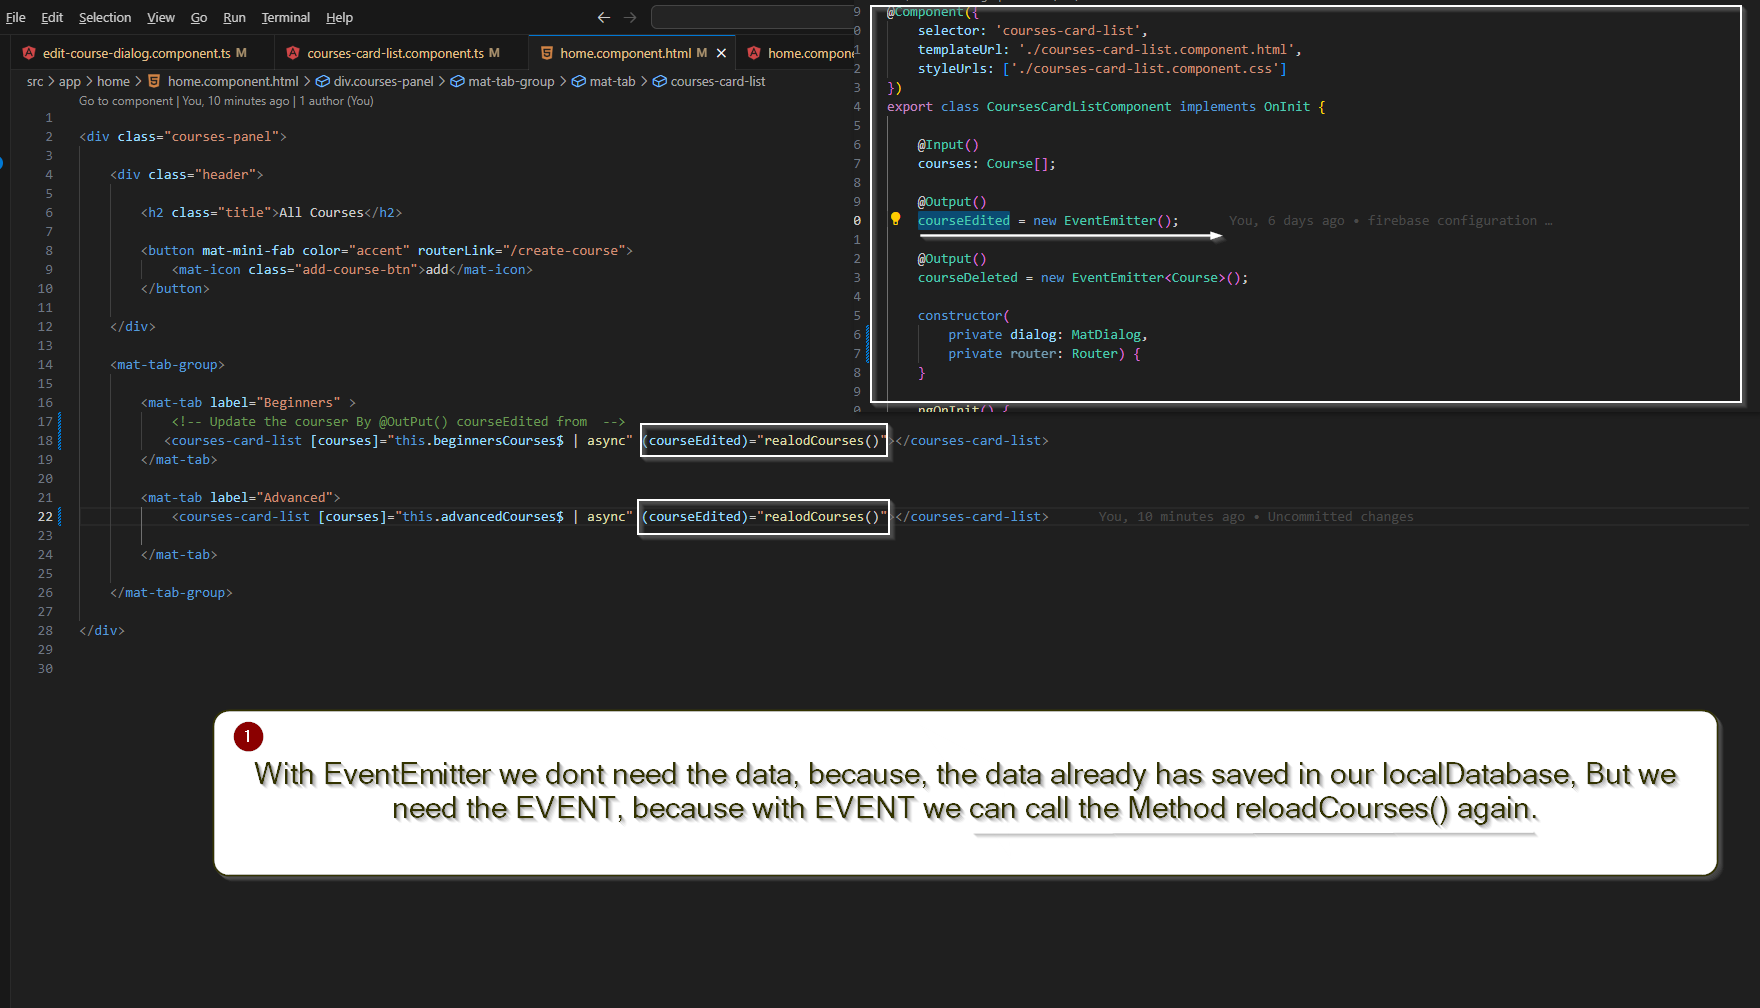 File Edit Selection View Go Run Terminal Help
edit-course-dialog.component.ts M courses-card-list.component.ts M home.component.html M home.compone
src > app > home > home.component.html > div.courses-panel > mat-tab-group > mat-tab > courses-card-list
Go to component | You, 10 minutes ago | 1 author (You)
1
2 <div class="courses-panel">
3
4 <div class="header">
5
6 <h2 class="title">All Courses</h2>
7
8 <button mat-mini-fab color="accent" routerLink="/create-course">
9 <mat-icon class="add-course-btn">add</mat-icon>
10 </button>
11
12 </div>
13
14 <mat-tab-group>
15
16 <mat-tab label="Beginners" >
17 <!-- Update the courser By @OutPut() courseEdited from -->
18 <courses-card-list [courses]="this.beginnersCourses$ | async" (courseEdited)="realodCourses()"></courses-card-list>
19 </mat-tab>
20
21 <mat-tab label="Advanced">
22 <courses-card-list [courses]="this.advancedCourses$ | async" (courseEdited)="realodCourses()"></courses-card-list> You, 10 minutes ago • Uncommitted changes
23
24 </mat-tab>
25
26 </mat-tab-group>
27
28 </div>
29
30
9 @Component({
0 selector: 'courses-card-list',
1 templateUrl: './courses-card-list.component.html',
2 styleUrls: ['./courses-card-list.component.css']
3 })
4 export class CoursesCardListComponent implements OnInit {
5
6 @Input()
7 courses: Course[];
8
9 @Output()
0 courseEdited = new EventEmitter(); You, 6 days ago • firebase configuration …
1
2 @Output()
3 courseDeleted = new EventEmitter<Course>();
4
5 constructor(
6 private dialog: MatDialog,
7 private router: Router) {
8 }
9
0 ngOnInit() {
1
With EventEmitter we dont need the data, because, the data already has saved in our localDatabase, But we
need the EVENT, because with EVENT we can call the Method reloadCourses() again.